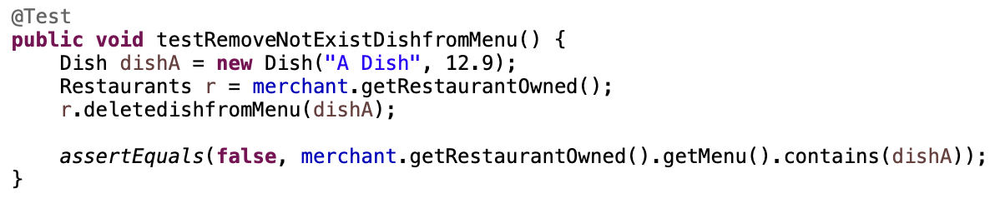 @Test
public void testRemoveNotExistDishfromMenu() {
    Dish dishA = new Dish("A Dish", 12.9);
    Restaurants r = merchant.getRestaurantOwned();
    r.deletedishfromMenu(dishA);

    assertEquals(false, merchant.getRestaurantOwned().getMenu().contains(dishA));
}